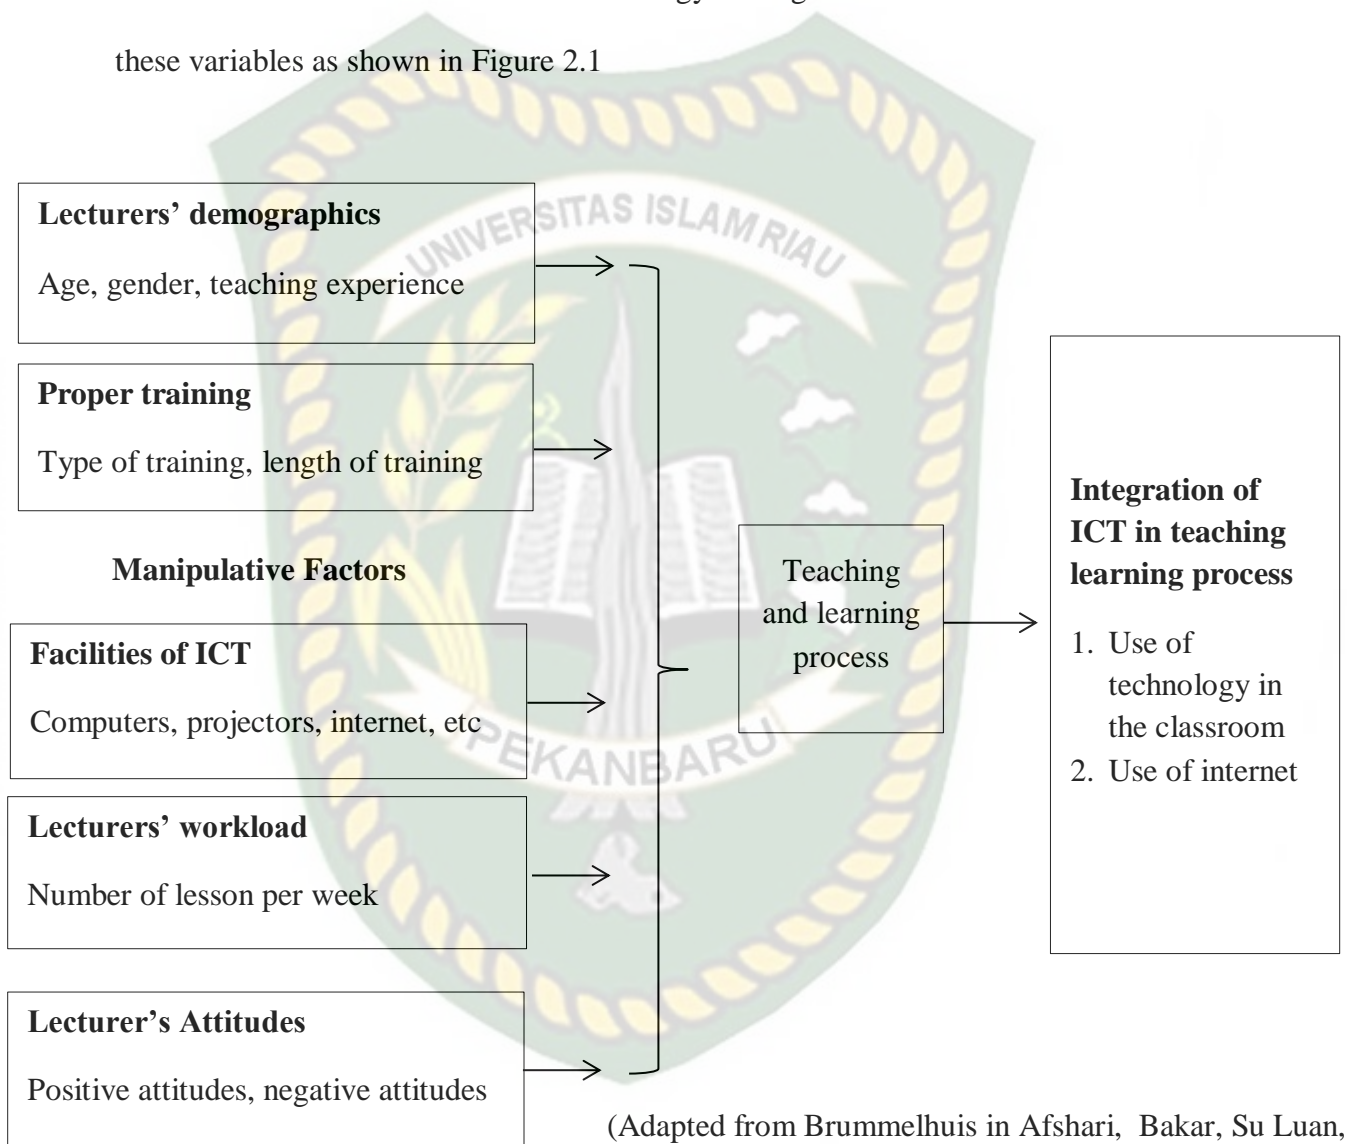 these variables as shown in Figure 2.1
UNIVERSITAS ISLAM RIAU
Lecturers’ demographics
Age, gender, teaching experience
Proper training
Type of training, length of training
Manipulative Factors
Facilities of ICT
Computers, projectors, internet, etc
Lecturers’ workload
Number of lesson per week
Lecturer’s Attitudes
Positive attitudes, negative attitudes
Teaching
and learning
process
PEKANBARU
Integration of
ICT in teaching
learning process
1. Use of
technology in
the classroom
2. Use of internet
(Adapted from Brummelhuis in Afshari, Bakar, Su Luan,